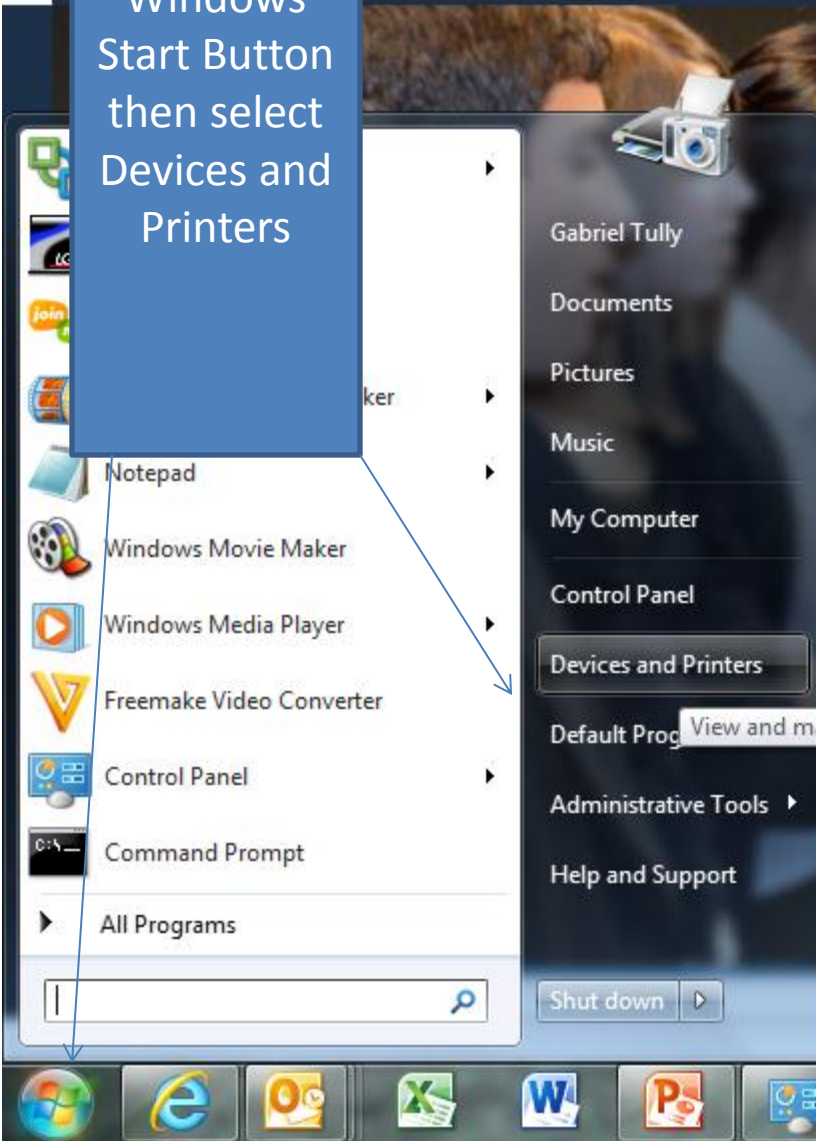 Windows
Start Button
then select
Devices and
Printers
ker
Notepad
Windows Movie Maker
Windows Media Player
Freemake Video Converter
Control Panel
Command Prompt
All Programs
Gabriel Tully
Documents
Pictures
Music
My Computer
Control Panel
Devices and Printers
Default Prog
View and m
Administrative Tools
Help and Support
Shut down
join
C:\